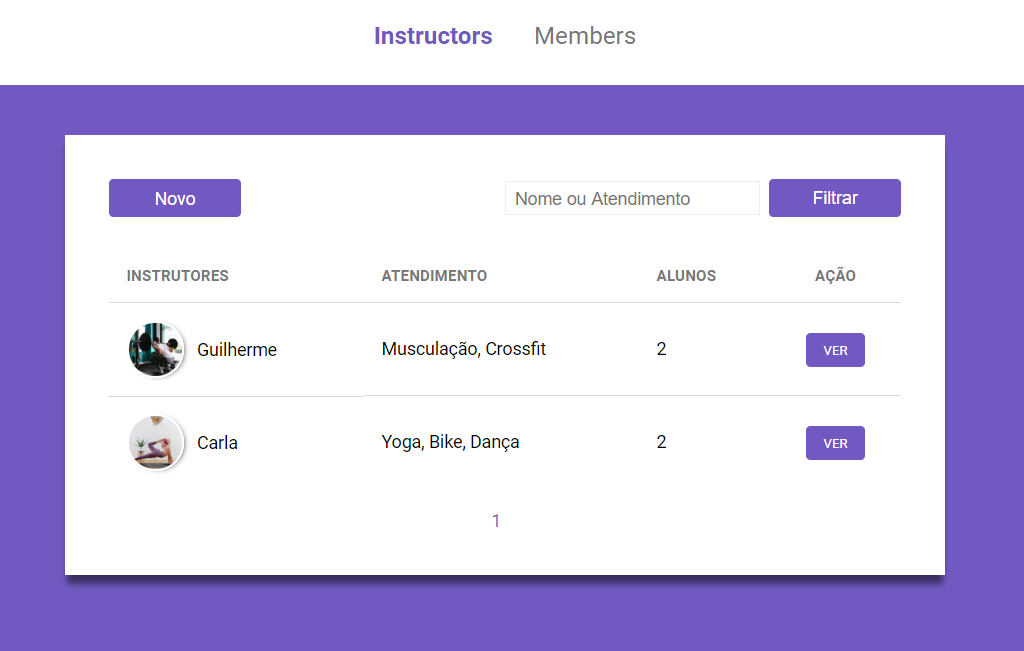 Instructors Members
Novo Nome ou Atendimento Filtrar
INSTRUTORES ATENDIMENTO ALUNOS AÇÃO
Guilherme Musculação, Crossfit 2 VER
Carla Yoga, Bike, Dança 2 VER
1